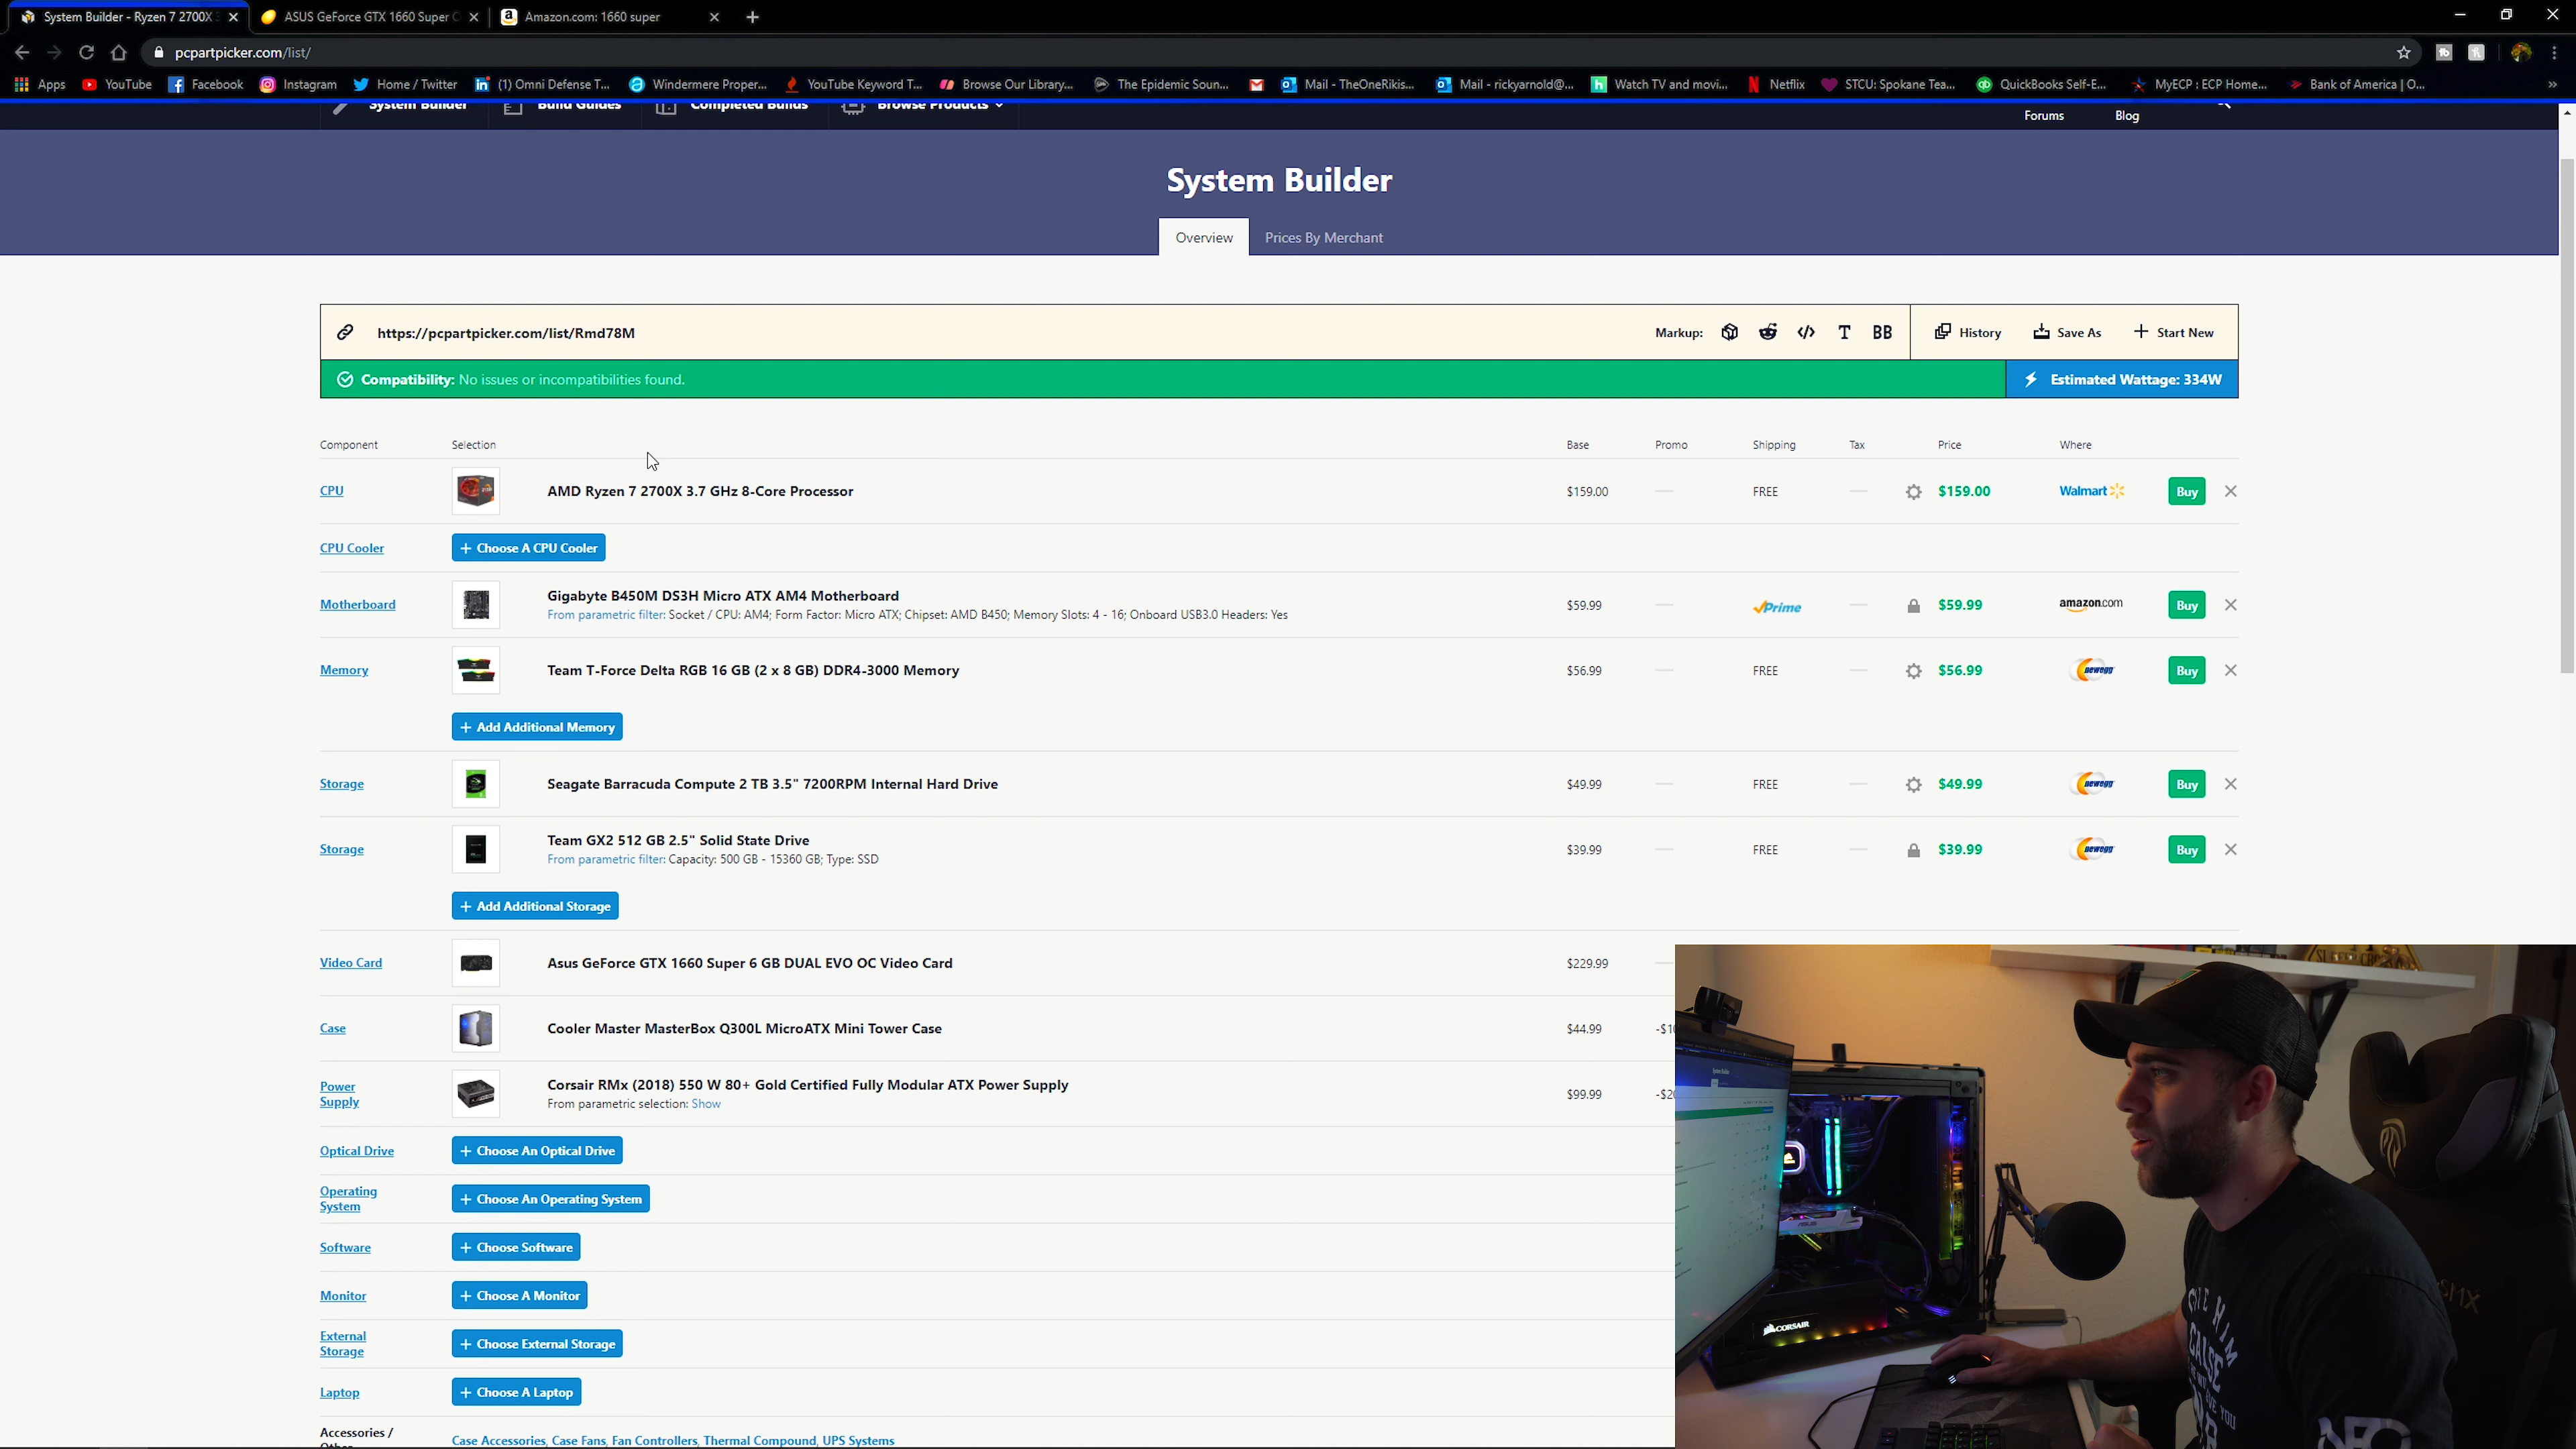 System Builder - Ryzen 7 2700X
ASUS GeForce GTX 1660 Super
Amazon.com: 1660 super
pcpartpicker.com/list/
Apps YouTube Facebook Instagram Home / Twitter (1) Omni Defense T... Windermere Proper... YouTube Keyword T... Browse Our Library... The Epidemic Soun... Mail - TheOneRikis... Mail - rickyarnold@... Watch TV and movi... Netflix STCU: Spokane Tea... QuickBooks Self-E... MyECP : ECP Home... Bank of America | O...
System Builder Build Guides Completed Builds Browse Products
Forums Blog
System Builder
Overview Prices By Merchant
https://pcpartpicker.com/list/Rmd78M Markup: BB History Save As Start New
Compatibility: No issues or incompatibilities found. Estimated Wattage: 334W
Component Selection Base Promo Shipping Tax Price Where
CPU AMD Ryzen 7 2700X 3.7 GHz 8-Core Processor $159.00 — FREE — $159.00 Walmart Buy
CPU Cooler + Choose A CPU Cooler
Motherboard Gigabyte B450M DS3H Micro ATX AM4 Motherboard $59.99 — Prime — $59.99 amazon.com Buy
From parametric filter: Socket / CPU: AM4; Form Factor: Micro ATX; Chipset: AMD B450; Memory Slots: 4 - 16; Onboard USB3.0 Headers: Yes
Memory Team T-Force Delta RGB 16 GB (2 x 8 GB) DDR4-3000 Memory $56.99 — FREE — $56.99 newegg Buy
+ Add Additional Memory
Storage Seagate Barracuda Compute 2 TB 3.5" 7200RPM Internal Hard Drive $49.99 — FREE — $49.99 newegg Buy
Storage Team GX2 512 GB 2.5" Solid State Drive $39.99 — FREE — $39.99 newegg Buy
From parametric filter: Capacity: 500 GB - 15360 GB; Type: SSD
+ Add Additional Storage
Video Card Asus GeForce GTX 1660 Super 6 GB DUAL EVO OC Video Card $229.99 —
Case Cooler Master MasterBox Q300L MicroATX Mini Tower Case $44.99
Power Supply Corsair RMx (2018) 550 W 80+ Gold Certified Fully Modular ATX Power Supply $99.99
From parametric selection: Show
Optical Drive + Choose An Optical Drive
Operating System + Choose An Operating System
Software + Choose Software
Monitor + Choose A Monitor
External Storage + Choose External Storage
Laptop + Choose A Laptop
Accessories /
Case Accessories, Case Fans, Fan Controllers, Thermal Compound, UPS Systems
CORSAIR